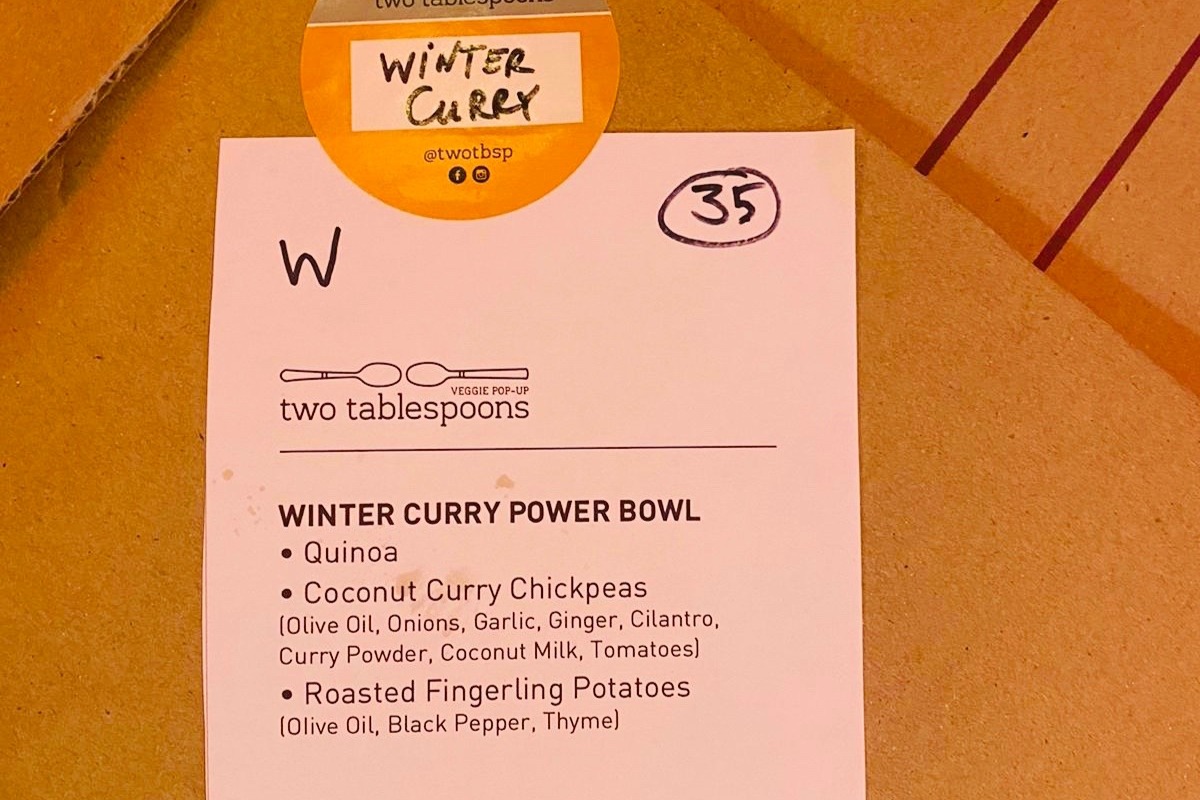 two tablespoons
WINTER
CURRY
@twotbsp
35
W
VEGGIE POP-UP
two tablespoons
WINTER CURRY POWER BOWL
• Quinoa
• Coconut Curry Chickpeas
(Olive Oil, Onions, Garlic, Ginger, Cilantro,
Curry Powder, Coconut Milk, Tomatoes)
• Roasted Fingerling Potatoes
(Olive Oil, Black Pepper, Thyme)